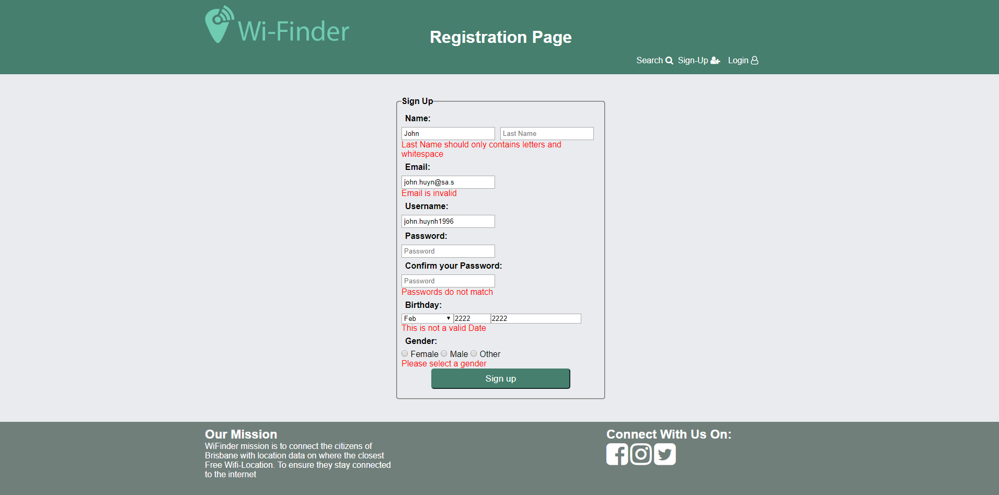 Wi-Finder
Registration Page
Search Sign-Up Login
Sign Up
Name:
John Last Name
Last Name should only contains letters and
whitespace
Email:
john.huyn@sa.s
Email is invalid
Username:
john.huynh1996
Password:
Password
Confirm your Password:
Password
Passwords do not match
Birthday:
Feb 2222 2222
This is not a valid Date
Gender:
Female Male Other
Please select a gender
Sign up
Our Mission
WiFinder mission is to connect the citizens of
Brisbane with location data on where the closest
Free Wifi-Location. To ensure they stay connected
to the internet
Connect With Us On: